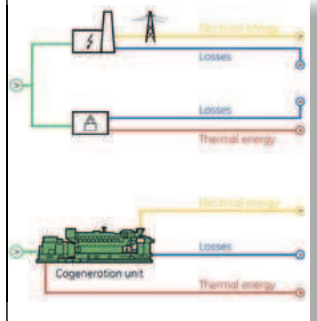 Electrical energy
Losses
Losses
Thermal energy
Electrical energy
Losses
Cogeneration unit
Thermal energy